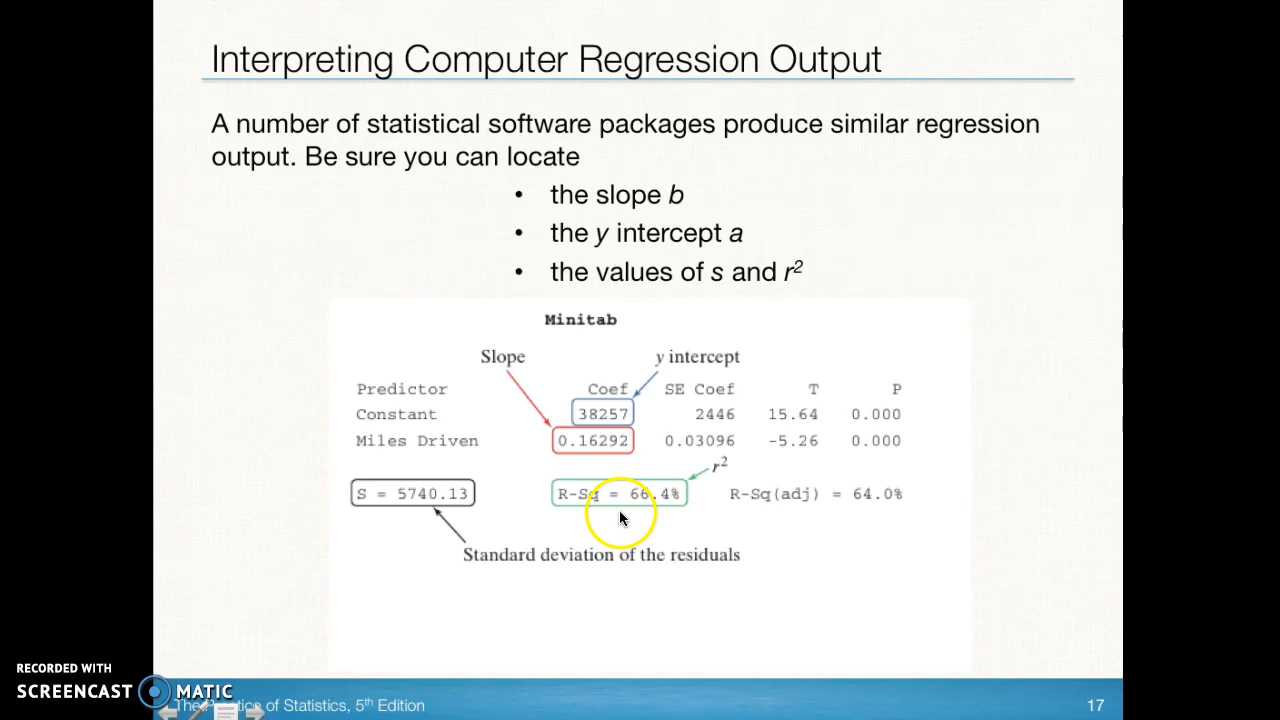 Interpreting Computer Regression Output
A number of statistical software packages produce similar regression
output. Be sure you can locate
• the slope b
• the y intercept a
• the values of s and r²
Minitab
Slope y intercept
Predictor Coef SE Coef T P
Constant 38257 2446 15.64 0.000
Miles Driven 0.16292 0.03096 -5.26 0.000
r²
S = 5740.13 R-Sq = 66.4% R-Sq(adj) = 64.0%
Standard deviation of the residuals
RECORDED WITH
SCREENCAST MATIC
The Practice of Statistics, 5th Edition 17